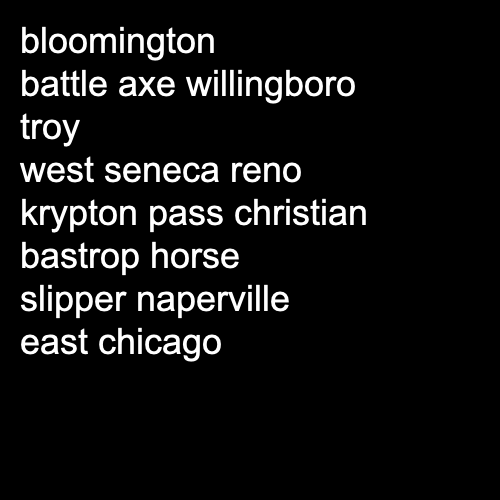 bloomington
battle axe willingboro
troy
west seneca reno
krypton pass christian
bastrop horse
slipper naperville
east chicago